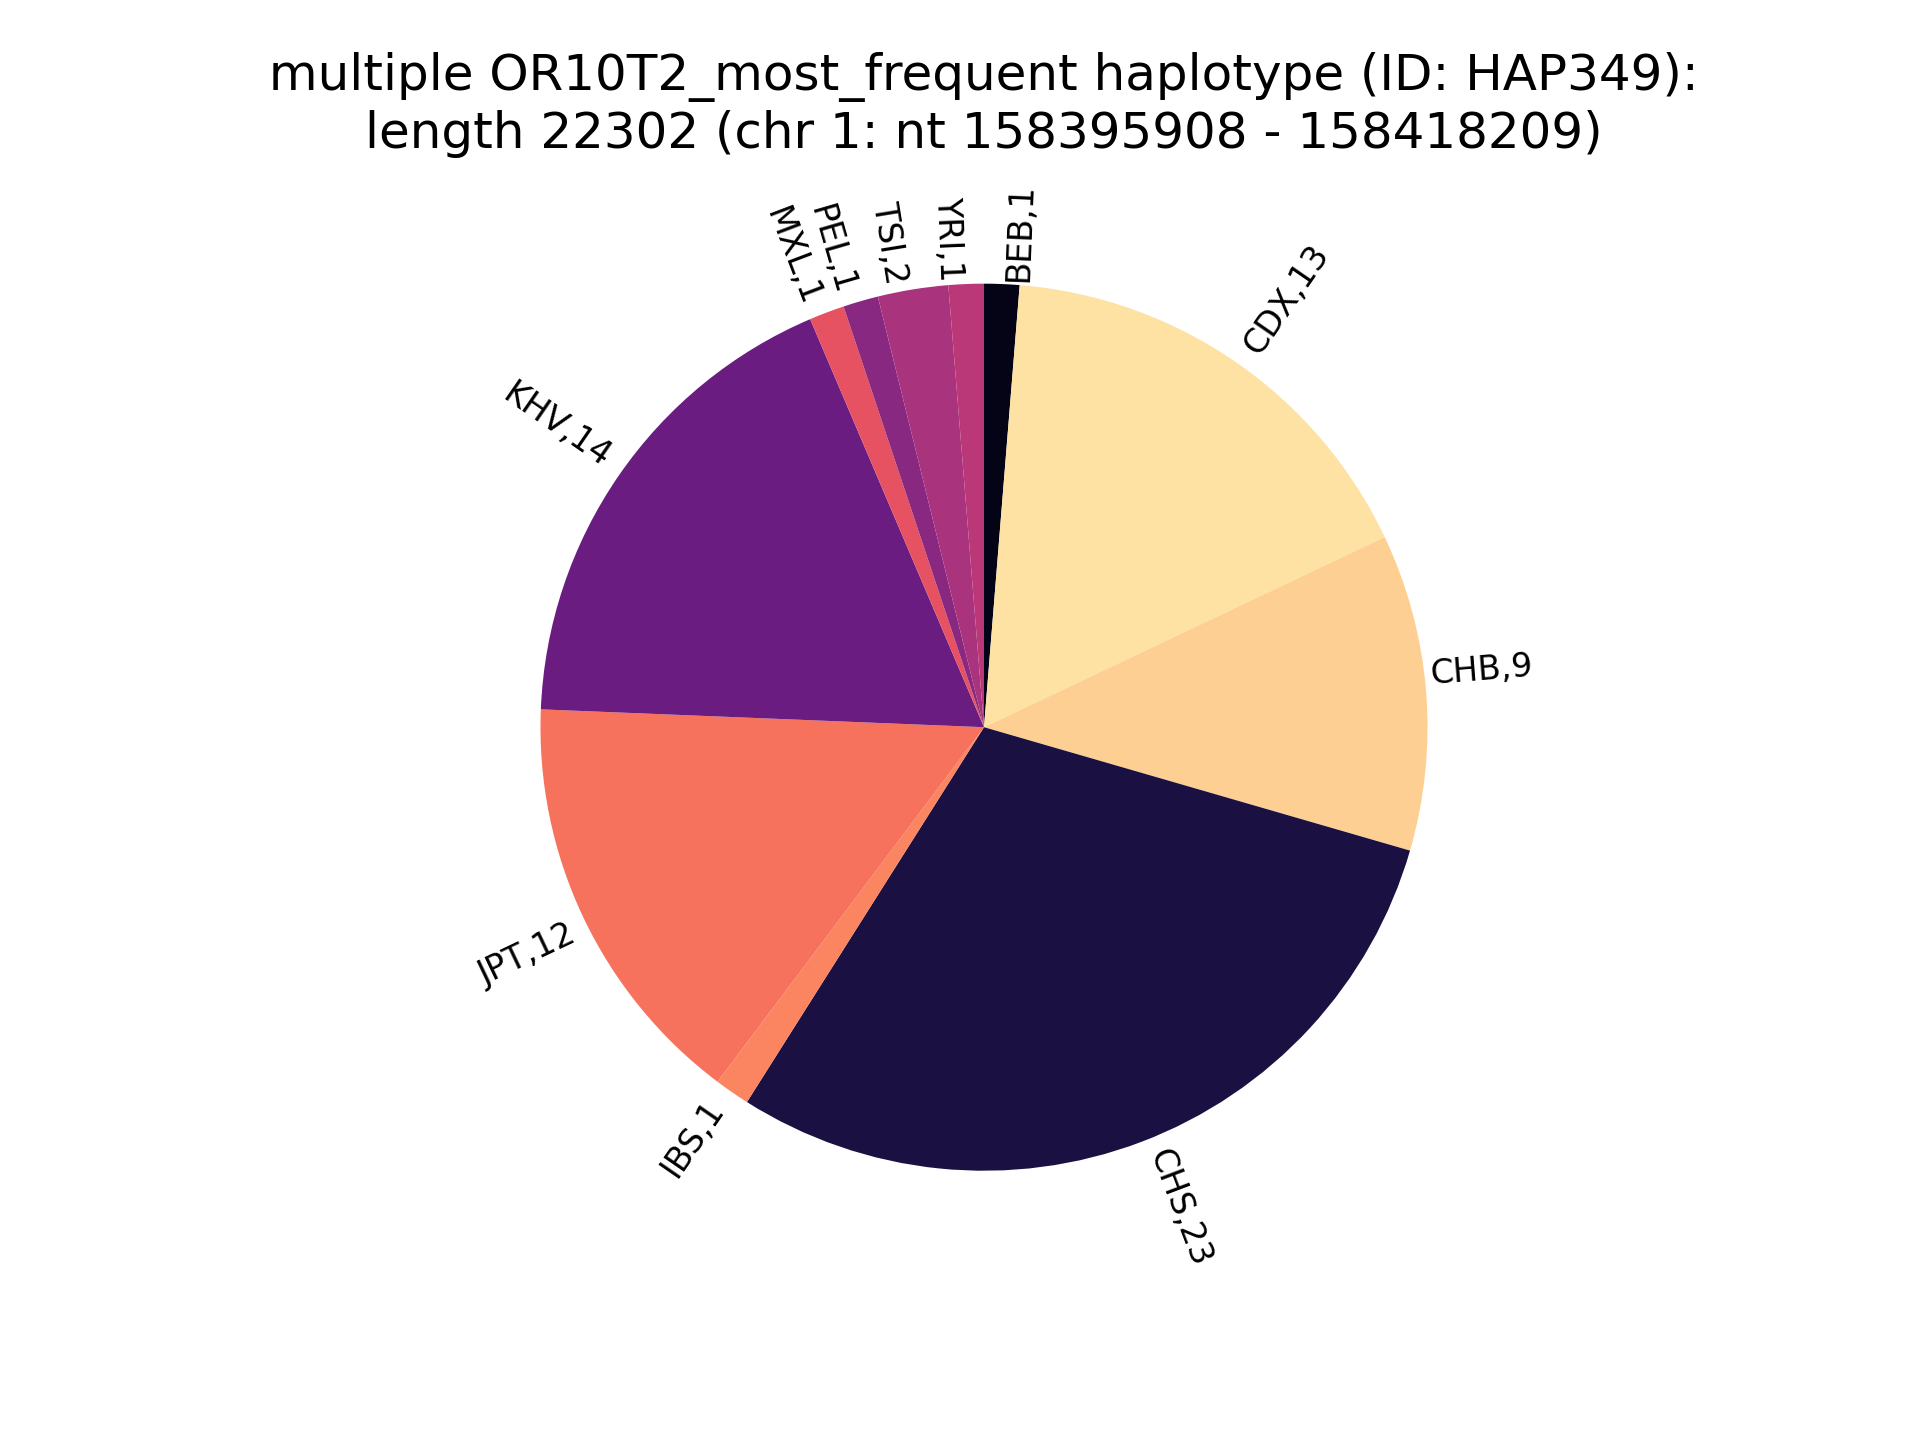 multiple OR10T2_most_frequent haplotype (ID: HAP349):
length 22302 (chr 1: nt 158395908 - 158418209)
BEB,1
CDX,13
CHB,9
CHS,23
IBS,1
JPT,12
KHV,14
MXL,1
PEL,1
TSI,2
YRI,1